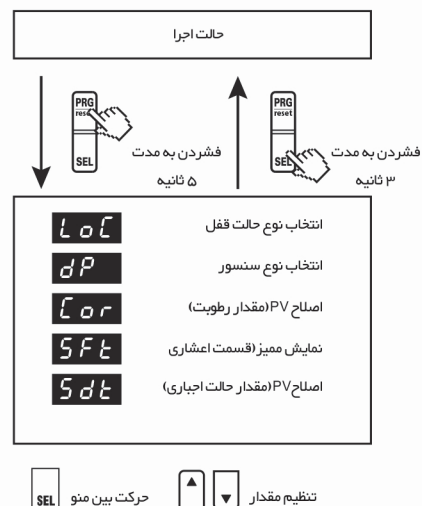 حالت اجرا
PRG
reset
SEL
فشردن به مدت
۵ ثانیه
PRG
reset
SEL
فشردن به مدت
۳ ثانیه
LoC انتخاب نوع حالت قفل
dP انتخاب نوع سنسور
Cor اصلاح PV(مقدار رطوبت)
SFt نمایش ممیز(قسمت اعشاری
Sdt اصلاحPV(مقدار حالت اجباری)
SEL حرکت بین منو
▲ ▼ تنظیم مقدار